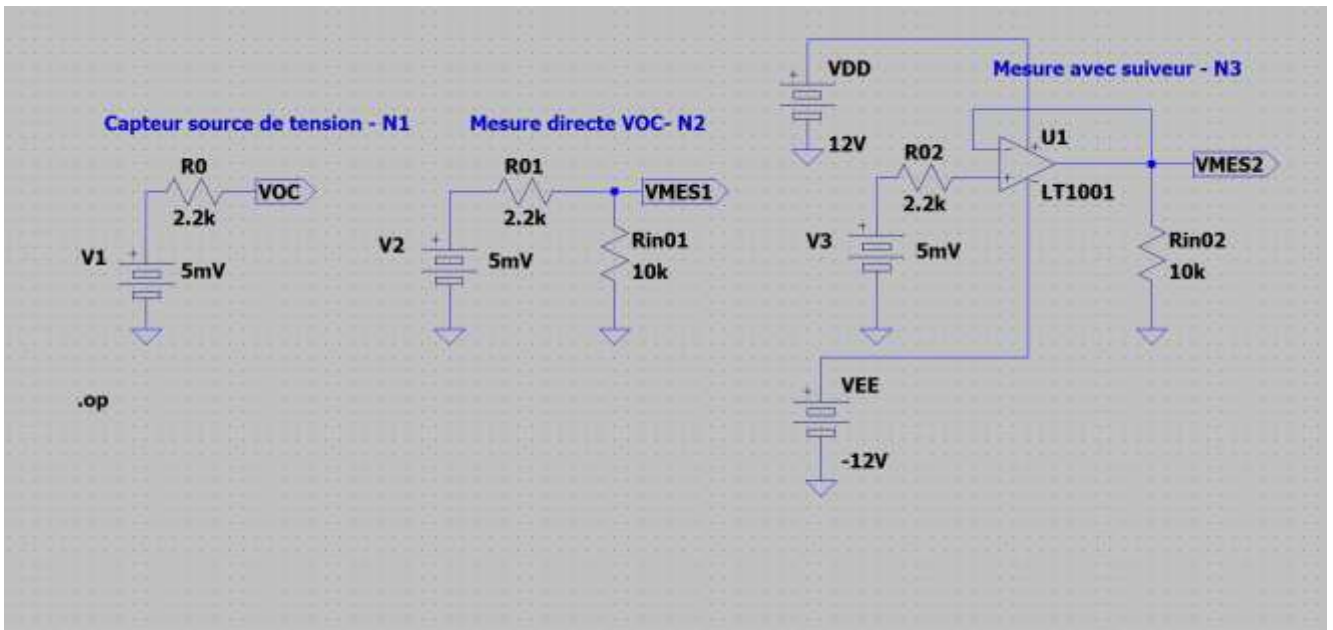 Capteur source de tension - N1
R0
VOC
2.2k
V1
5mV
.op
Mesure directe VOC- N2
R01
VMES1
2.2k
V2
5mV
Rin01
10k
VDD
12V
Mesure avec suiveur - N3
R02
2.2k
U1
LT1001
VMES2
V3
5mV
Rin02
10k
VEE
-12V